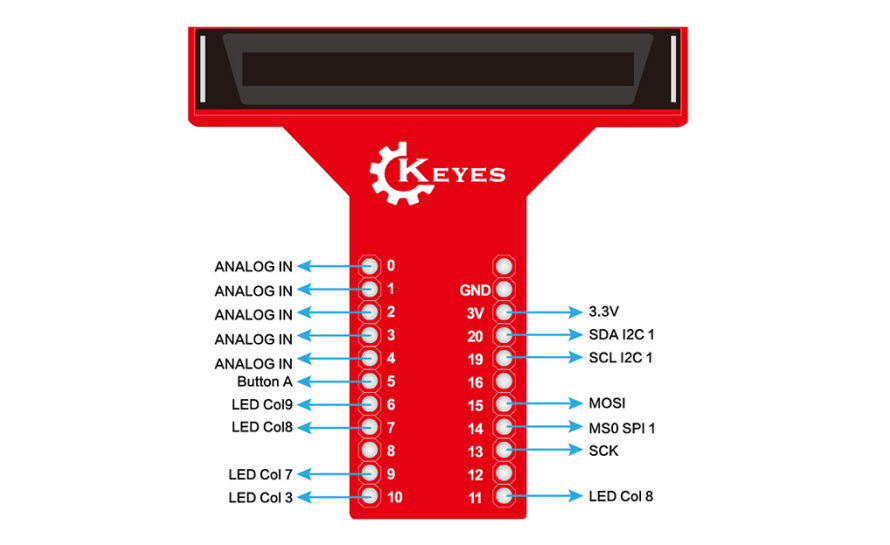 KEYES
ANALOG IN 0
ANALOG IN 1 GND
ANALOG IN 2 3V 3.3V
ANALOG IN 3 20 SDA I2C 1
ANALOG IN 4 19 SCL I2C 1
Button A 5 16
LED Col9 6 15 MOSI
LED Col8 7 14 MS0 SPI 1
8 13 SCK
LED Col 7 9 12
LED Col 3 10 11 LED Col 8